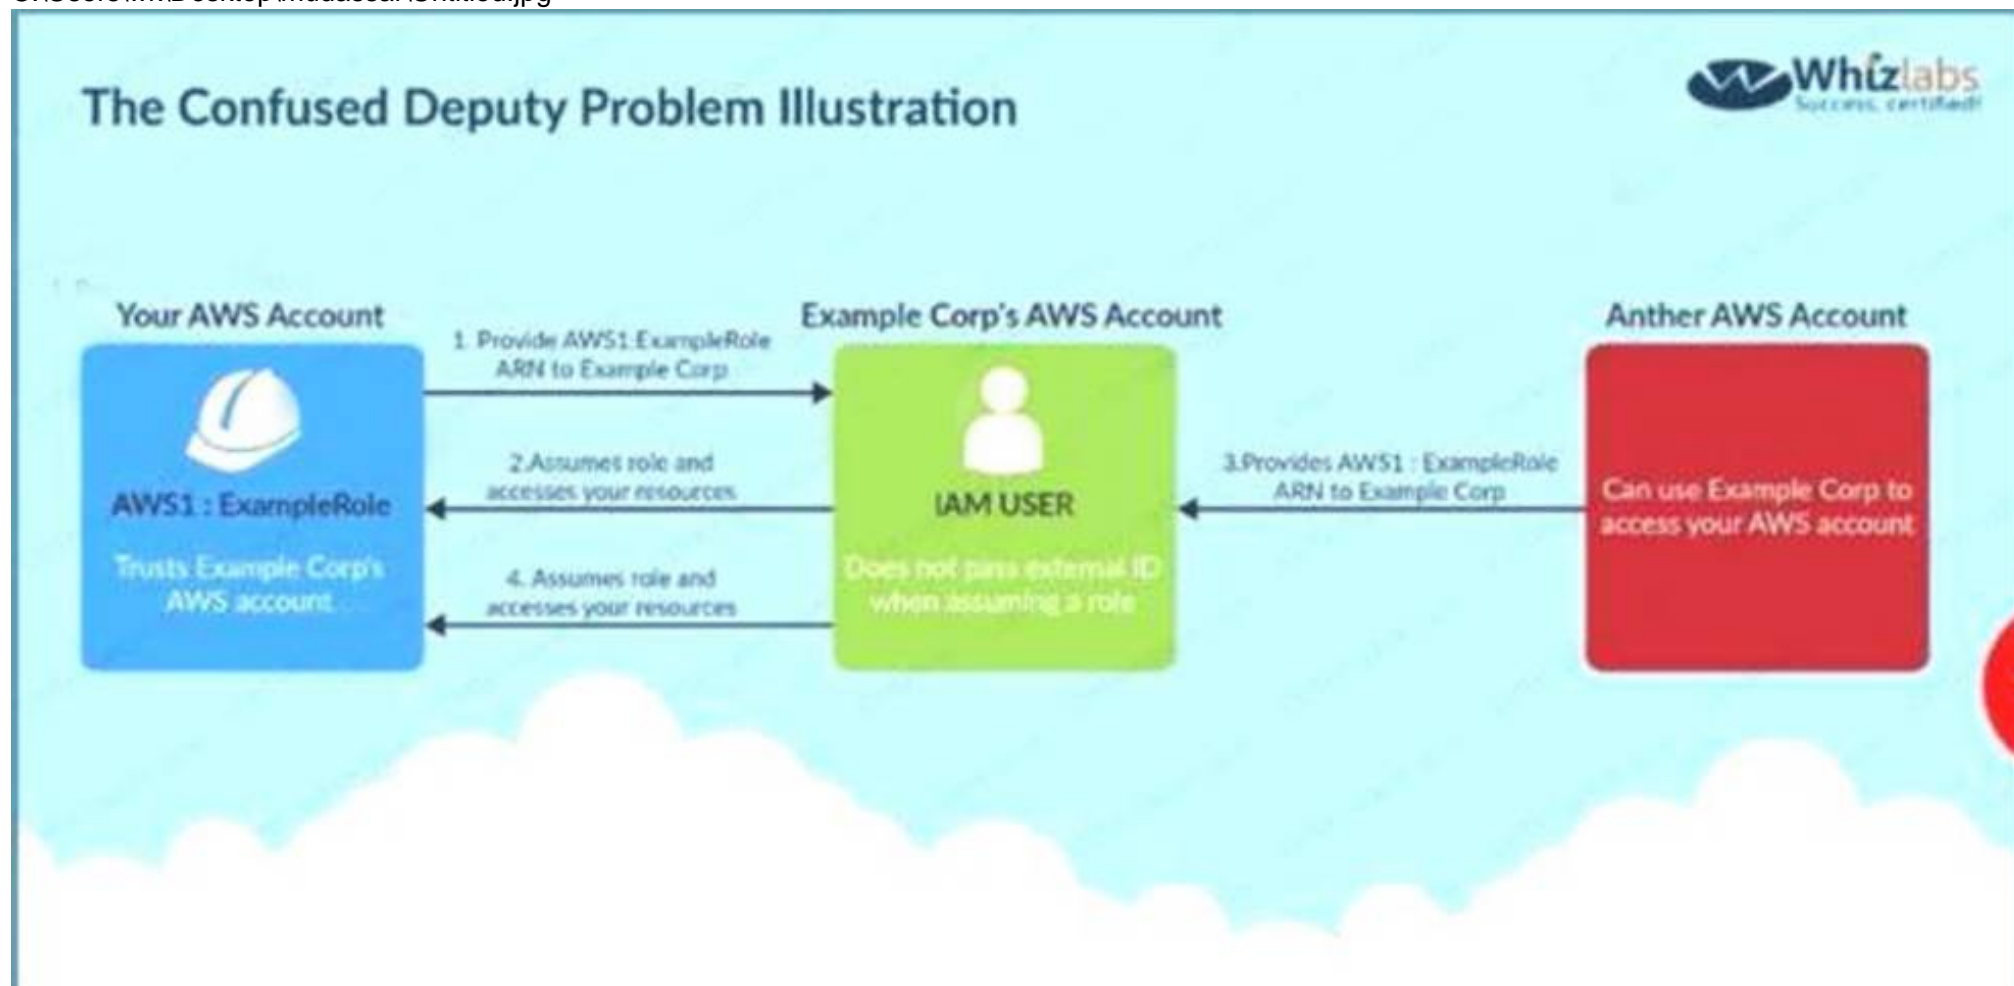 The Confused Deputy Problem Illustration
Whizlabs
Success, certified!
Your AWS Account
Example Corp's AWS Account
Anther AWS Account
1. Provide AWS1:ExampleRole
ARN to Example Corp
2.Assumes role and
accesses your resources
4. Assumes role and
accesses your resources
3.Provides AWS1 : ExampleRole
ARN to Example Corp
AWS1 : ExampleRole
Trusts Example Corp's
AWS account
IAM USER
Does not pass external ID
when assuming a role
Can use Example Corp to
access your AWS account